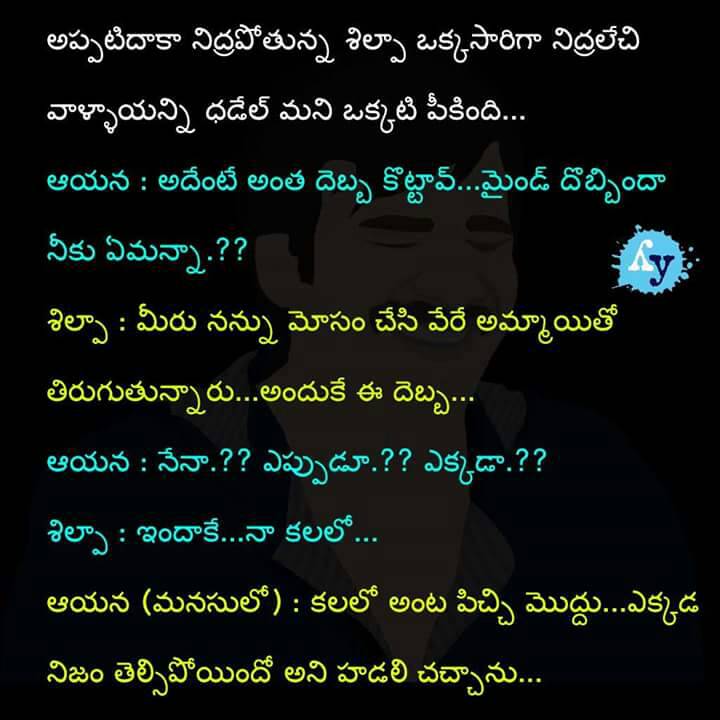 అప్పటిదాకా నిద్రపోతున్న శిల్పా ఒక్కసారిగా నిద్రలేచి
వాళ్ళాయన్ని ధడేల్ మని ఒక్కటి పీకింది...
ఆయన : అదేంటే అంత దెబ్బ కొట్టావ్...మైండ్ దొబ్బిందా
నీకు ఏమన్నా.??
శిల్పా : మీరు నన్ను మోసం చేసి వేరే అమ్మాయితో
తిరుగుతున్నారు...అందుకే ఈ దెబ్బ...
ఆయన : నేనా.?? ఎప్పుడూ.?? ఎక్కడా.??
శిల్పా : ఇందాకే...నా కలలో...
ఆయన (మనసులో) : కలలో అంట పిచ్చి మొద్దు...ఎక్కడ
నిజం తెల్సిపోయిందో అని హడలి చచ్చాను...